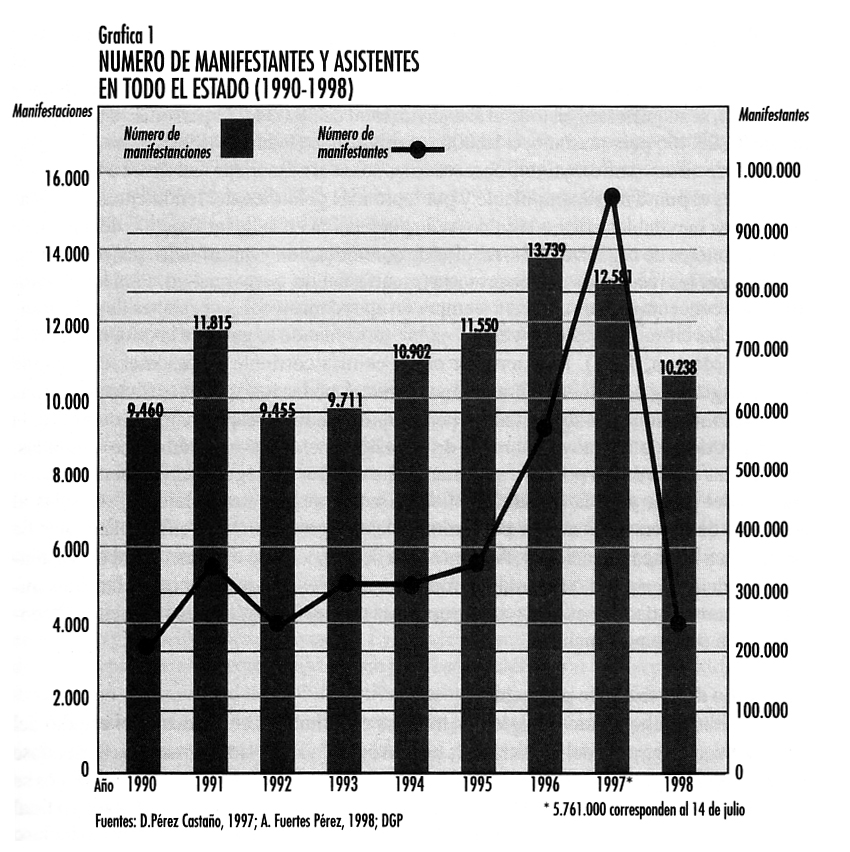 Grafica 1
NUMERO DE MANIFESTANTES Y ASISTENTES
EN TODO EL ESTADO (1990-1998)
Manifestaciones
Manifestantes
Número de
manifestanciones
Número de
manifestantes
16.000
14.000
12.000
10.000
8.000
6.000
4.000
2.000
0
1.000.000
900.000
800.000
700.000
600.000
500.000
400.000
300.000
200.000
100.000
0
9.460
11.815
9.455
9.711
10.902
11.550
13.739
12.581
10.238
Año 1990 1991 1992 1993 1994 1995 1996 1997* 1998
* 5.761.000 corresponden al 14 de julio
Fuentes: D.Pérez Castaño, 1997; A. Fuertes Pérez, 1998; DGP